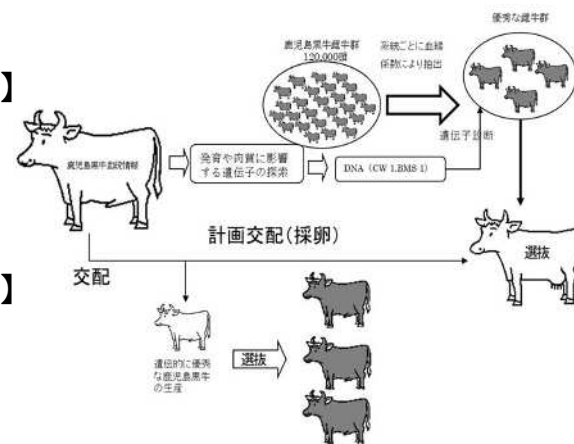 】
鹿児島黒牛雌牛群
120,000頭
系統ごとに血縁
係数により抽出
優秀な雌牛群
鹿児島黒牛血統情報
発育や肉質に影響
する遺伝子の探索
DNA(CW 1.BMS 1)
遺伝子診断
計画交配(採卵)
選抜
】
交配
遺伝的に優秀
な鹿児島黒牛
の生産
選抜